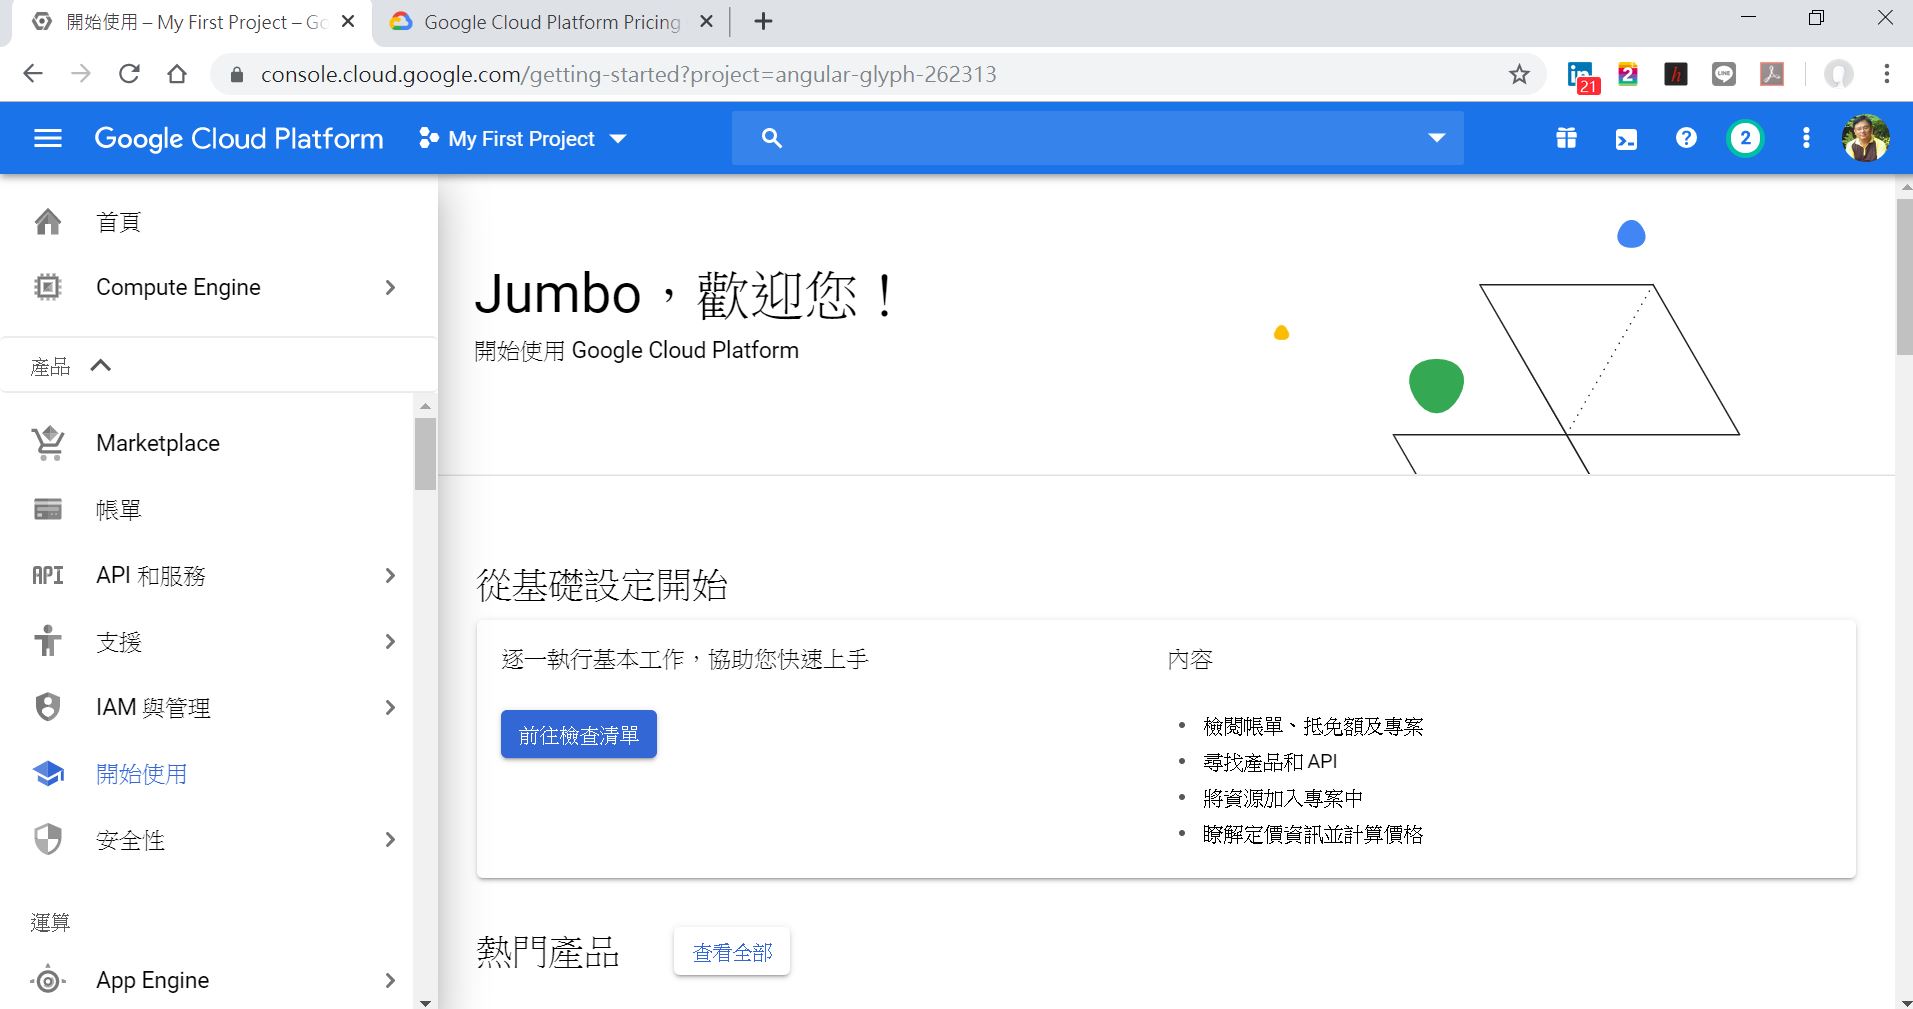 開始使用 – My First Project – Go
Google Cloud Platform Pricing
console.cloud.google.com/getting-started?project=angular-glyph-262313
in
21
2
h
LINE
Google Cloud Platform
My First Project
?
2
首頁
Compute Engine
產品
Marketplace
帳單
API
API 和服務
支援
IAM 與管理
開始使用
安全性
運算
App Engine
Jumbo，歡迎您！
開始使用 Google Cloud Platform
從基礎設定開始
逐一執行基本工作，協助您快速上手
前往檢查清單
內容
• 檢閱帳單、抵免額及專案
• 尋找產品和 API
• 將資源加入專案中
• 瞭解定價資訊並計算價格
熱門產品
查看全部